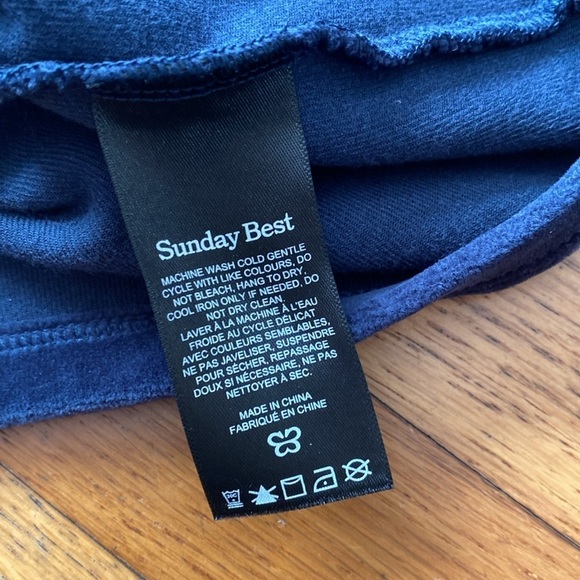 Sunday Best
MACHINE WASH COLD GENTLE
CYCLE WITH LIKE COLOURS, DO
NOT BLEACH, HANG TO DRY,
COOL IRON ONLY IF NEEDED, DO
NOT DRY CLEAN.
LAVER À LA MACHINE À L'EAU
FROIDE AU CYCLE DÉLICAT
AVEC COULEURS SEMBLABLES,
NE PAS JAVELISER, SUSPENDRE
POUR SÉCHER, REPASSAGE
DOUX SI NÉCESSAIRE, NE PAS
NETTOYER À SEC.
MADE IN CHINA
FABRIQUÉ EN CHINE
30C